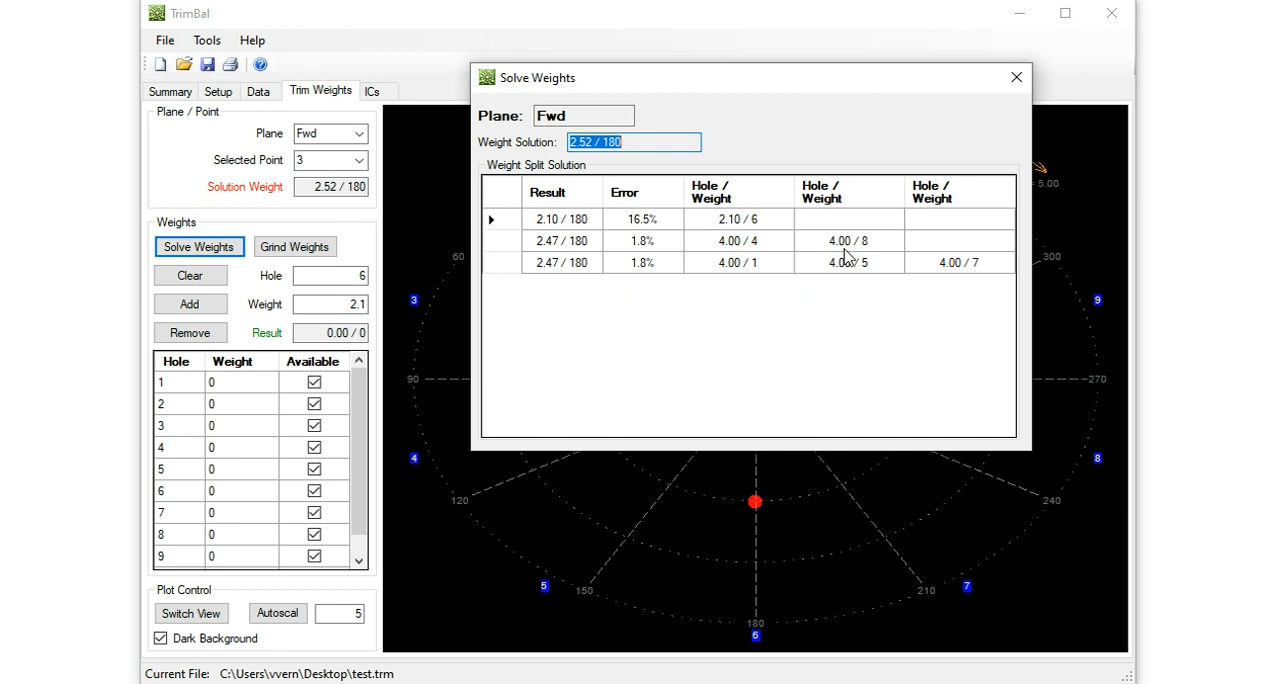 TrimBal
File Tools Help
Summary Setup Data Trim Weights ICs
Plane / Point
Plane Fwd
Selected Point 3
Solution Weight 2.52 / 180
Weights
Solve Weights Grind Weights
Clear Hole 6
Add Weight 2.1
Remove Result 0.00 / 0
Hole Weight Available
1 0
2 0
3 0
4 0
5 0
6 0
7 0
8 0
9 0
Plot Control
Switch View Autoscal 5
Dark Background
Current File: C:\Users\vvern\Desktop\test.trm
Solve Weights
Plane: Fwd
Weight Solution: 2.52 / 180
Weight Split Solution
Result Error Hole / Weight Hole / Weight Hole / Weight
2.10 / 180 16.5% 2.10 / 6
2.47 / 180 1.8% 4.00 / 4 4.00 / 8
2.47 / 180 1.8% 4.00 / 1 / 5 4.00 / 7
5.00
60 300
3 9
90 270
4 8
120 240
5 150 210 7
180
6